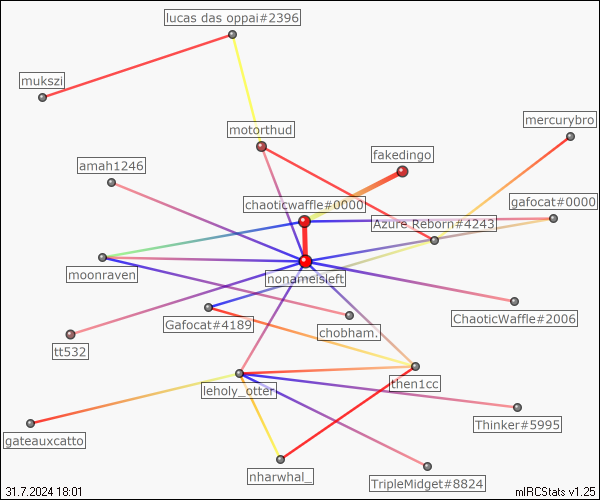 lucas das oppai#2396
mukszi
mercurybro
motorthud
fakedingo
amah1246
chaoticwaffle#0000
gafocat#0000
Azure Reborn#4243
moonraven
nonameisleft
ChaoticWaffle#2006
Gafocat#4189
chobham.
tt532
then1cc
leholy_otter
Thinker#5995
gateauxcatto
nharwhal_
TripleMidget#8824
31.7.2024 18:01
mIRCStats v1.25